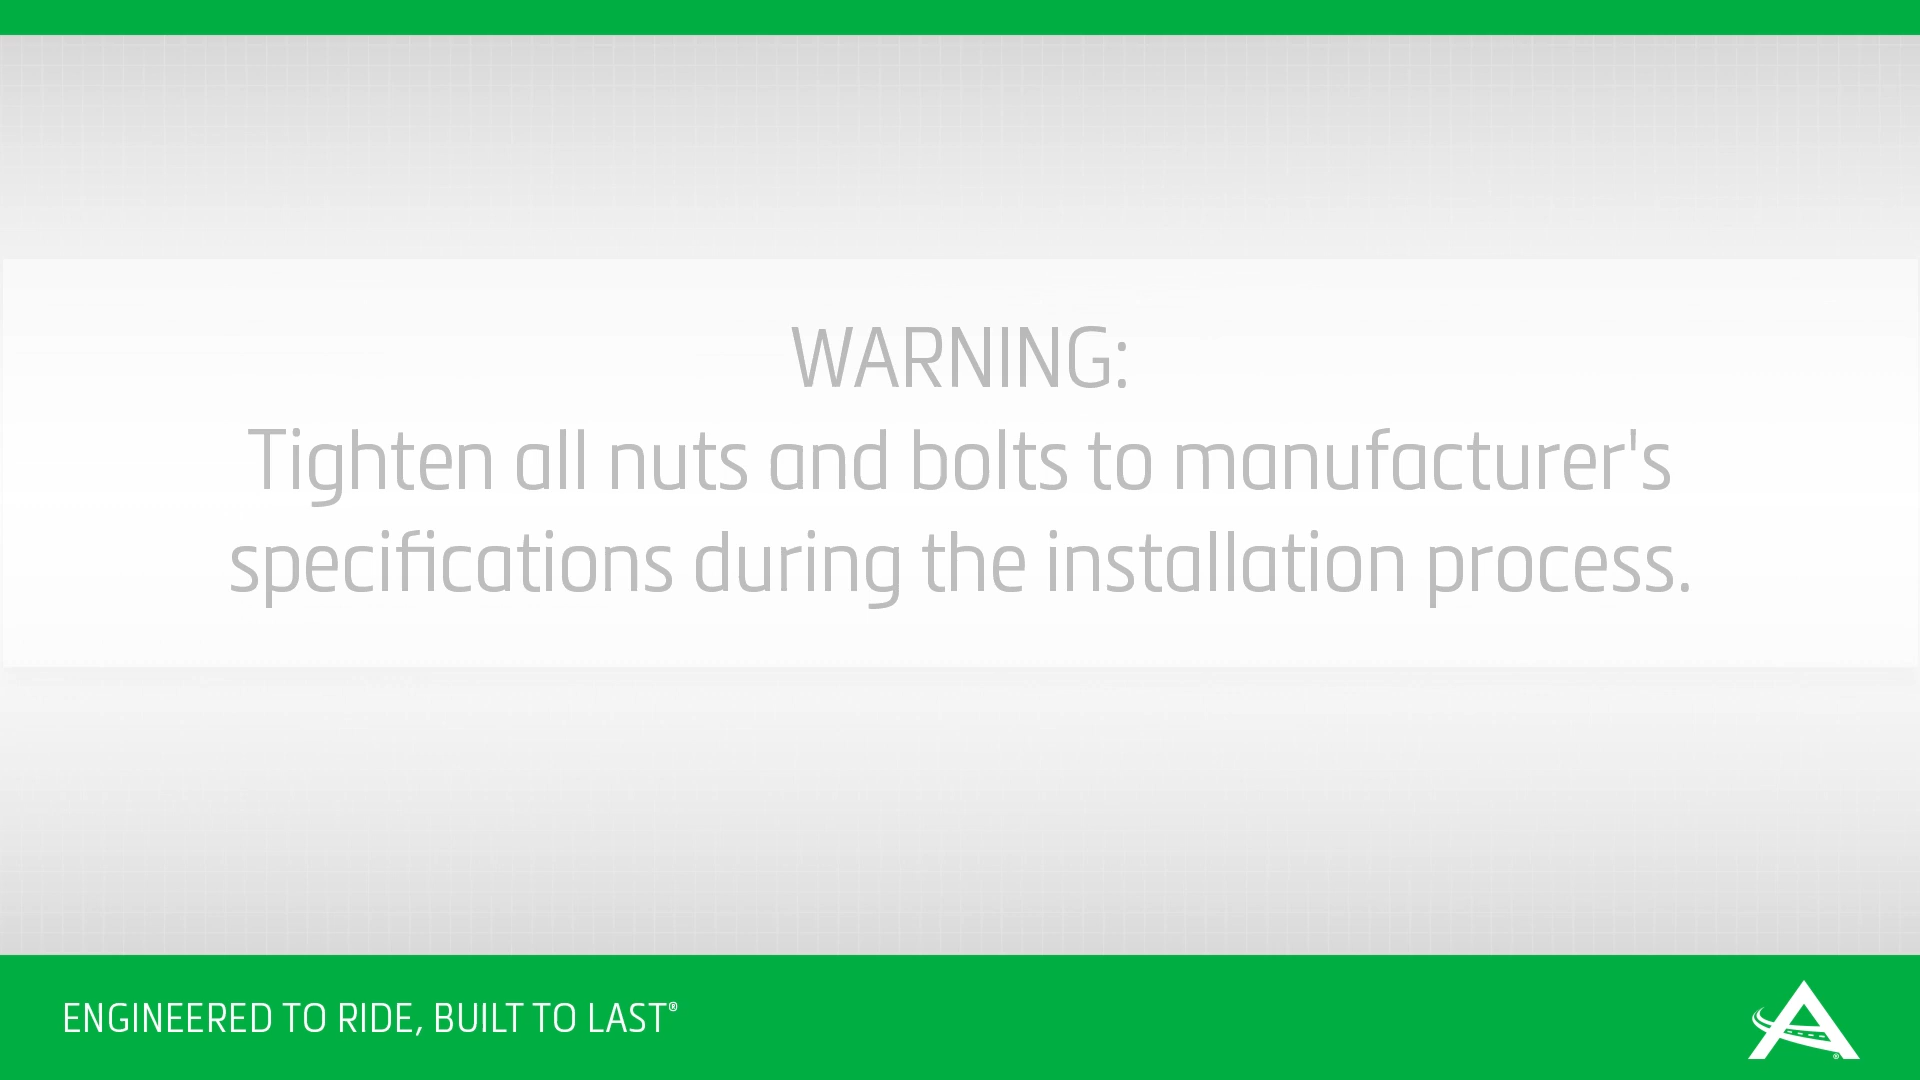 WARNING:
Tighten all nuts and bolts to manufacturer's
specifications during the installation process.
ENGINEERED TO RIDE, BUILT TO LAST®